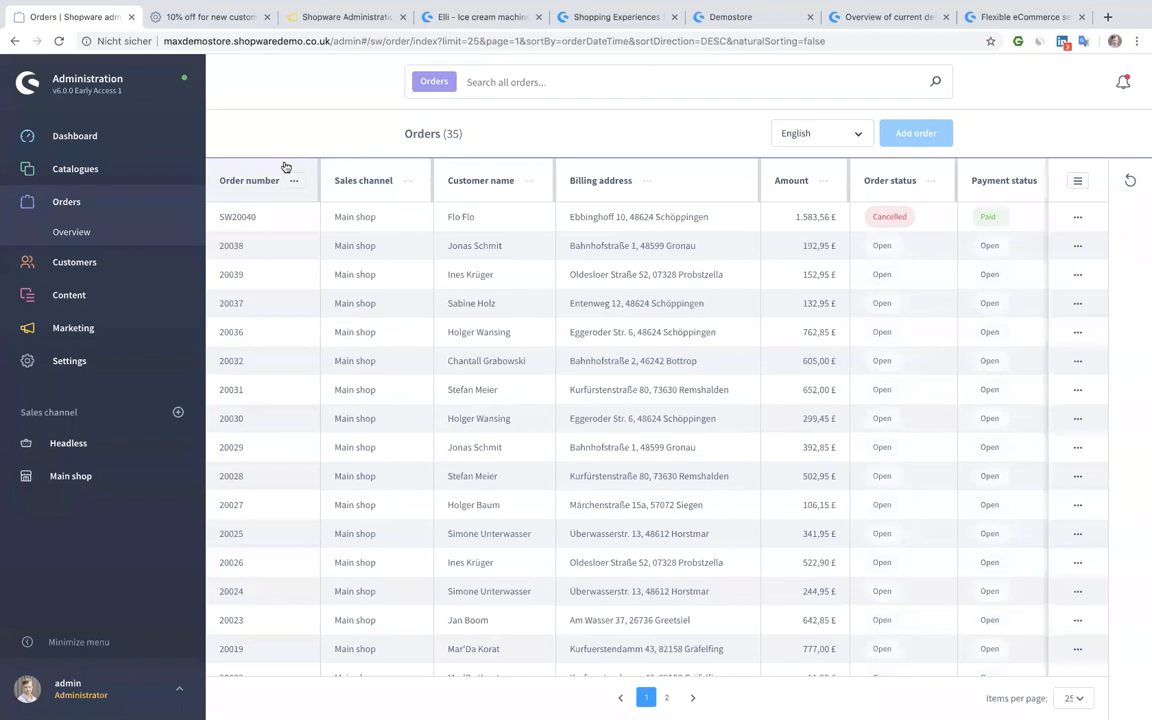 Orders | Shopware adm
10% off for new custom
Shopware Administratio
Elli - Ice cream machine
Shopping Experiences |
Demostore
Overview of current de
Flexible eCommerce so
Nicht sicher | maxdemostore.shopwaredemo.co.uk/admin#/sw/order/index?limit=25&page=1&sortBy=orderDateTime&sortDirection=DESC&naturalSorting=false
Administration
v6.0.0 Early Access 1
Dashboard
Catalogues
Orders
Overview
Customers
Content
Marketing
Settings
Sales channel
Headless
Main shop
Minimize menu
admin
Administrator
Orders Search all orders...
Orders (35) English Add order
Order number Sales channel Customer name Billing address Amount Order status Payment status
SW20040 Main shop Flo Flo Ebbinghoff 10, 48624 Schöppingen 1.583,56 £ Cancelled Paid
20038 Main shop Jonas Schmit Bahnhofstraße 1, 48599 Gronau 192,95 £ Open Open
20039 Main shop Ines Krüger Oldesloer Straße 52, 07328 Probstzella 152,95 £ Open Open
20037 Main shop Sabine Holz Entenweg 12, 48624 Schöppingen 132,95 £ Open Open
20036 Main shop Holger Wansing Eggeroder Str. 6, 48624 Schöppingen 762,85 £ Open Open
20032 Main shop Chantall Grabowski Bahnhofstraße 2, 46242 Bottrop 605,00 £ Open Open
20031 Main shop Stefan Meier Kurfürstenstraße 80, 73630 Remshalden 652,00 £ Open Open
20030 Main shop Holger Wansing Eggeroder Str. 6, 48624 Schöppingen 299,45 £ Open Open
20029 Main shop Jonas Schmit Bahnhofstraße 1, 48599 Gronau 392,85 £ Open Open
20028 Main shop Stefan Meier Kurfürstenstraße 80, 73630 Remshalden 502,95 £ Open Open
20027 Main shop Holger Baum Märchenstraße 15a, 57072 Siegen 106,15 £ Open Open
20025 Main shop Simone Unterwasser Überwasserstr. 13, 48612 Horstmar 341,95 £ Open Open
20026 Main shop Ines Krüger Oldesloer Straße 52, 07328 Probstzella 522,90 £ Open Open
20024 Main shop Simone Unterwasser Überwasserstr. 13, 48612 Horstmar 244,95 £ Open Open
20023 Main shop Jan Boom Am Wasser 37, 26736 Greetsiel 642,85 £ Open Open
20019 Main shop Mar'Da Korat Kurfuerstendamm 43, 82158 Gräfelfing 777,00 £ Open Open
1 2 Items per page: 25